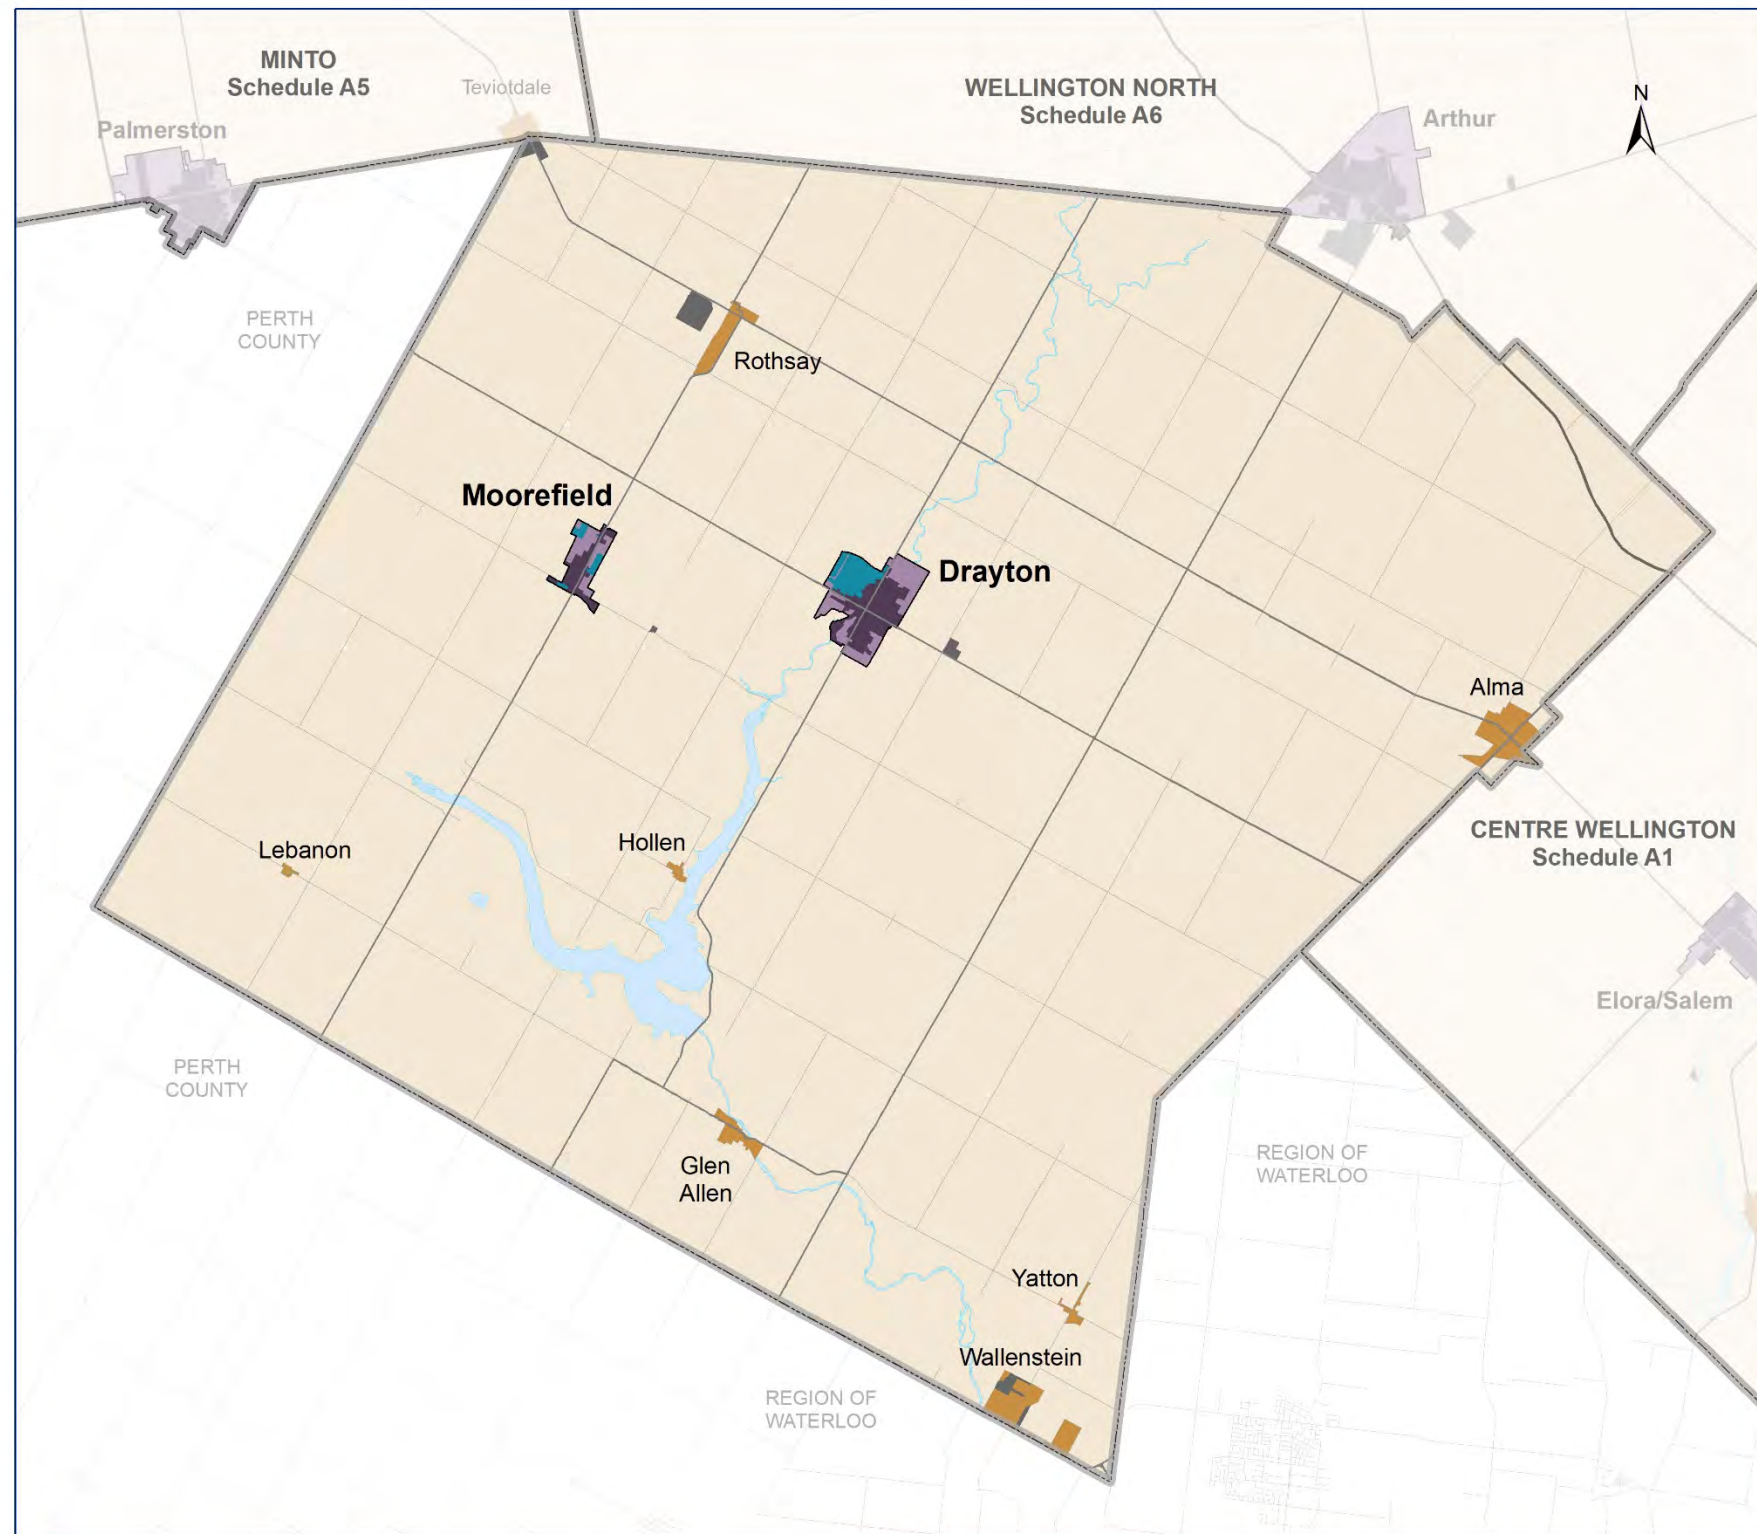 MINTO
Schedule A5
Teviotdale
WELLINGTON NORTH
Schedule A6
N
Palmerston
Arthur
PERTH
COUNTY
Rothsay
Moorefield
Drayton
Alma
CENTRE WELLINGTON
Schedule A1
Lebanon
Hollen
Elora/Salem
PERTH
COUNTY
Glen
Allen
REGION OF
WATERLOO
Yatton
Wallenstein
REGION OF
WATERLOO